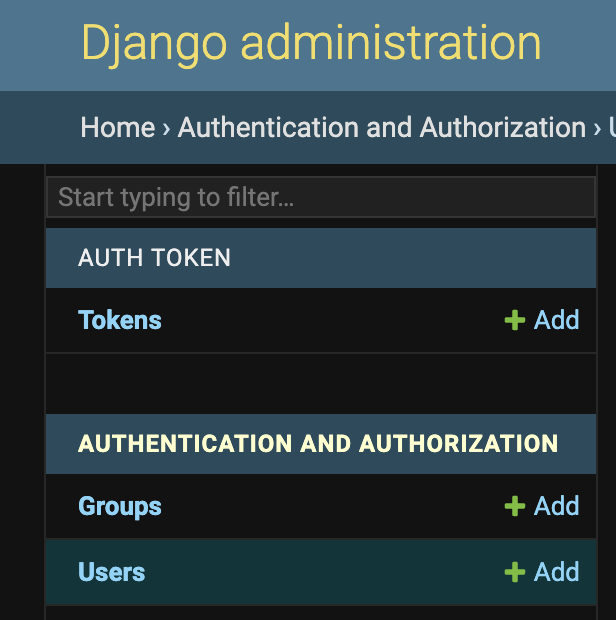 Django administration
Home › Authentication and Authorization ›
Start typing to filter…
AUTH TOKEN
Tokens + Add
AUTHENTICATION AND AUTHORIZATION
Groups + Add
Users + Add